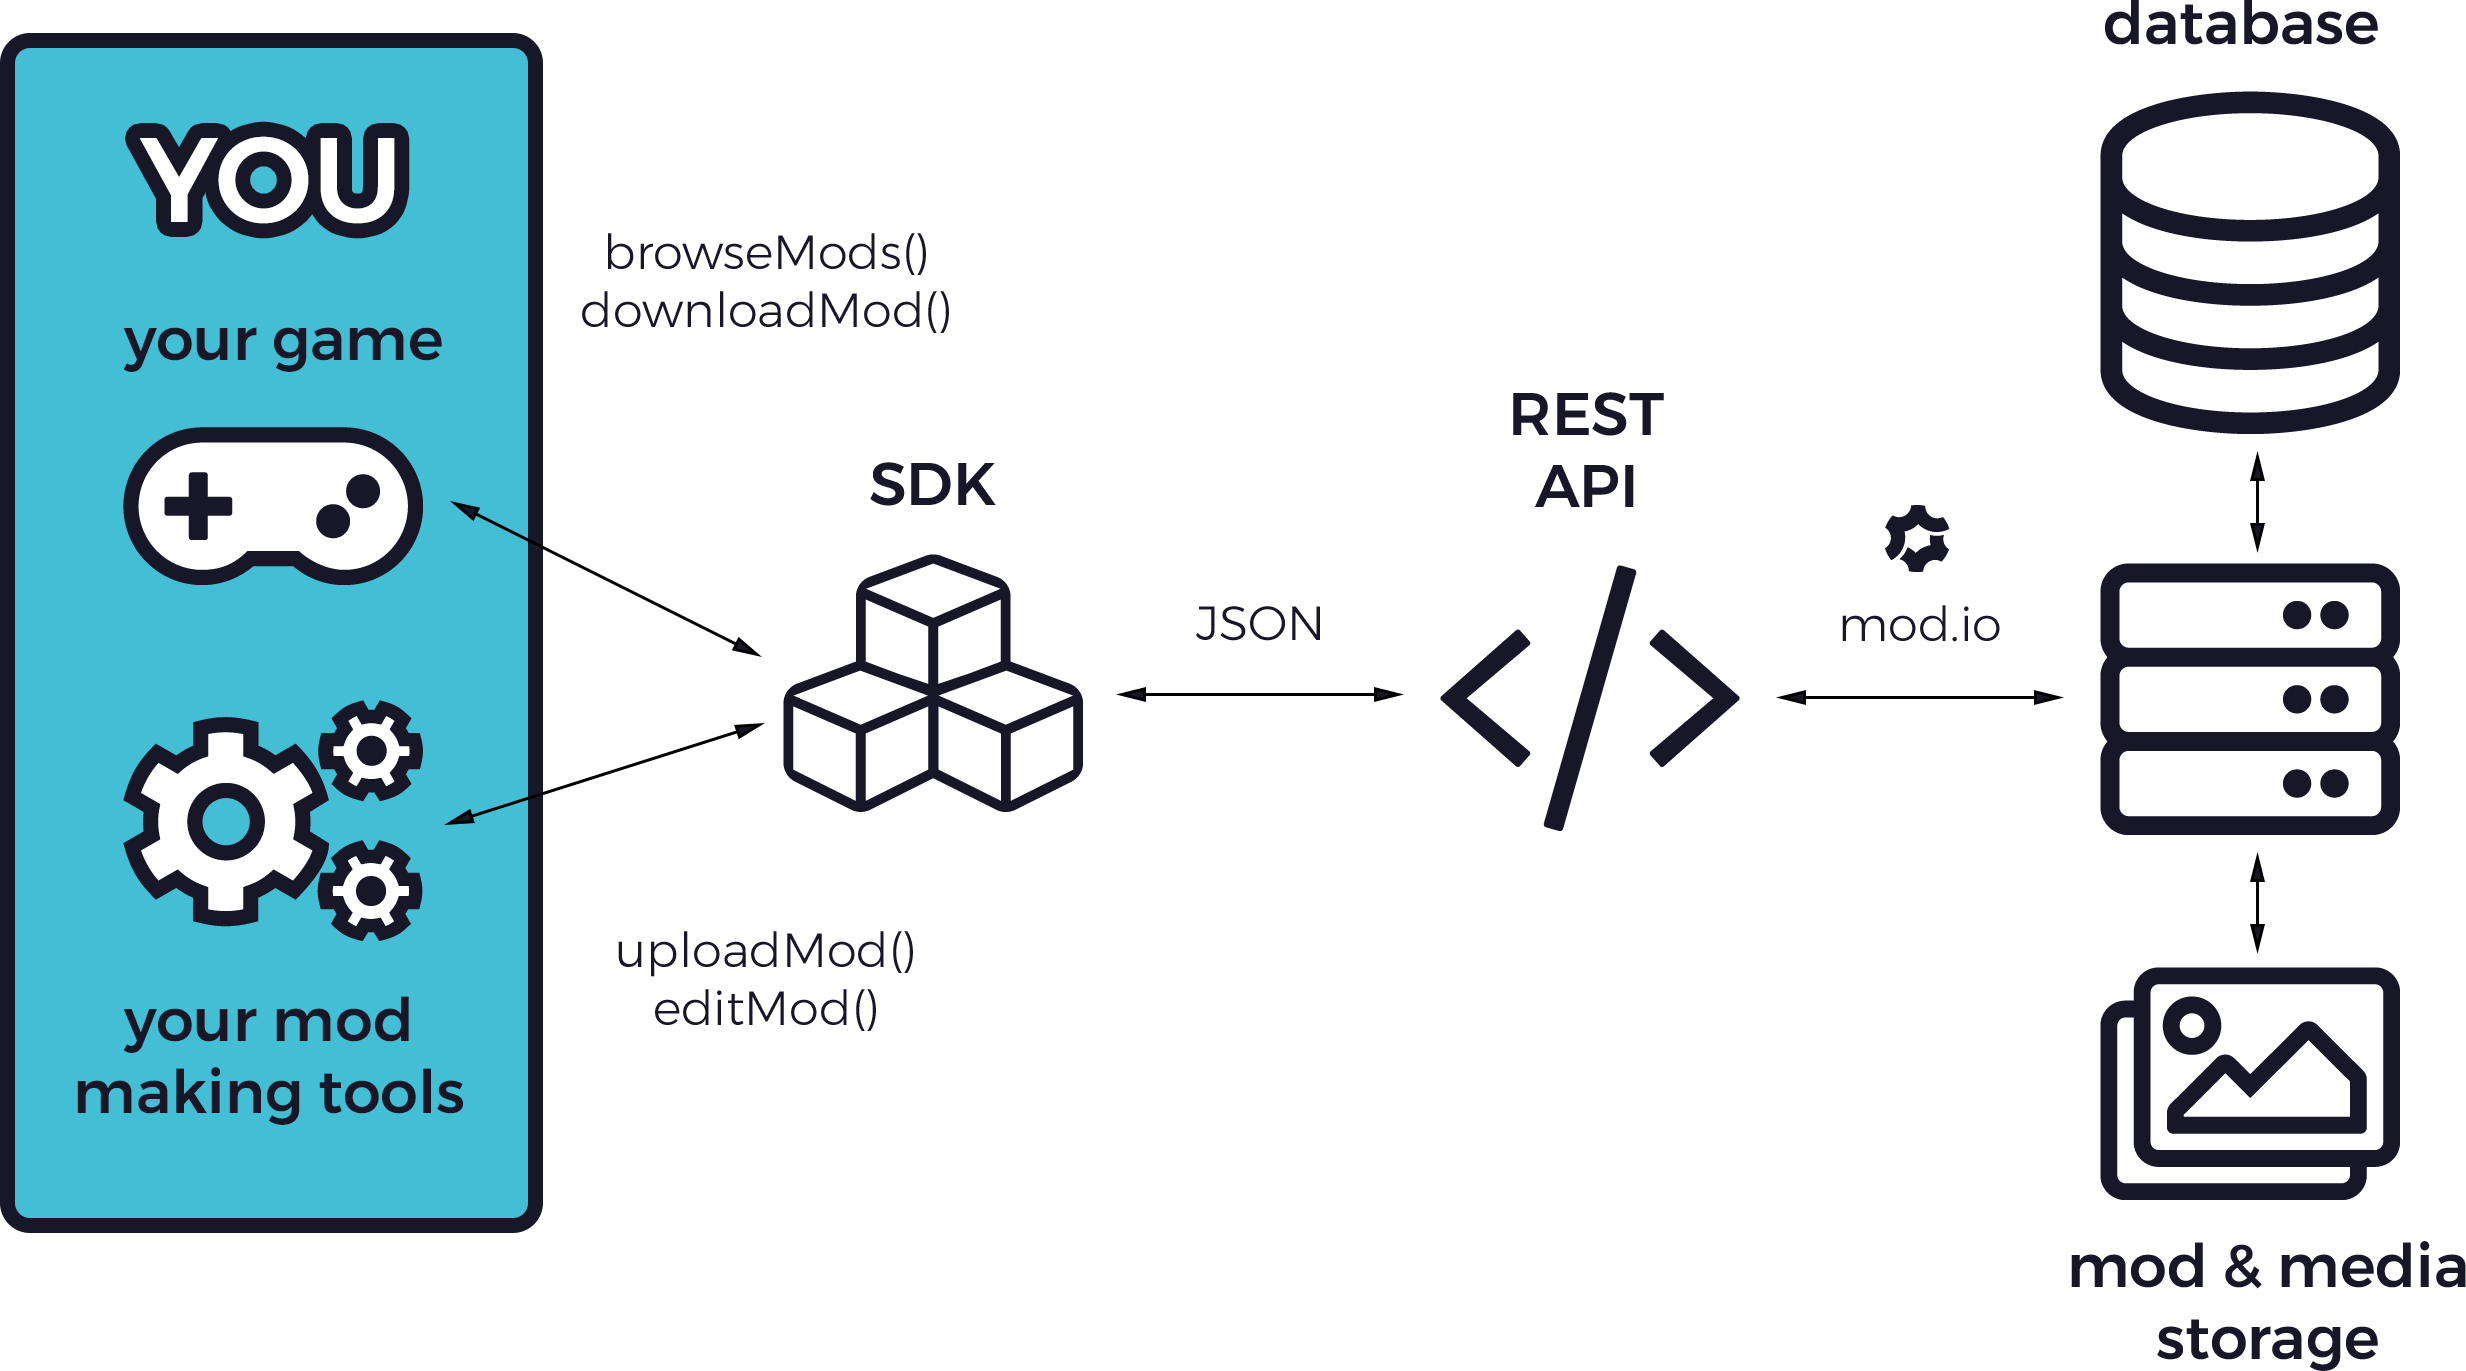 YOU
your game
your mod
making tools
browseMods()
downloadMod()
uploadMod()
editMod()
SDK
JSON
REST
API
mod.io
database
mod & media
storage